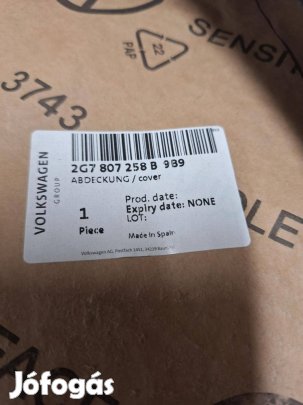 22
PAP
SENSIT
3743
VOLKSWAGEN
GROUP
2G7 807 258 B 9B9
ABDECKUNG / cover
1
Piece
Prod. date:
Expiry date: NONE
LOT:
Made in Spain
Jófogás